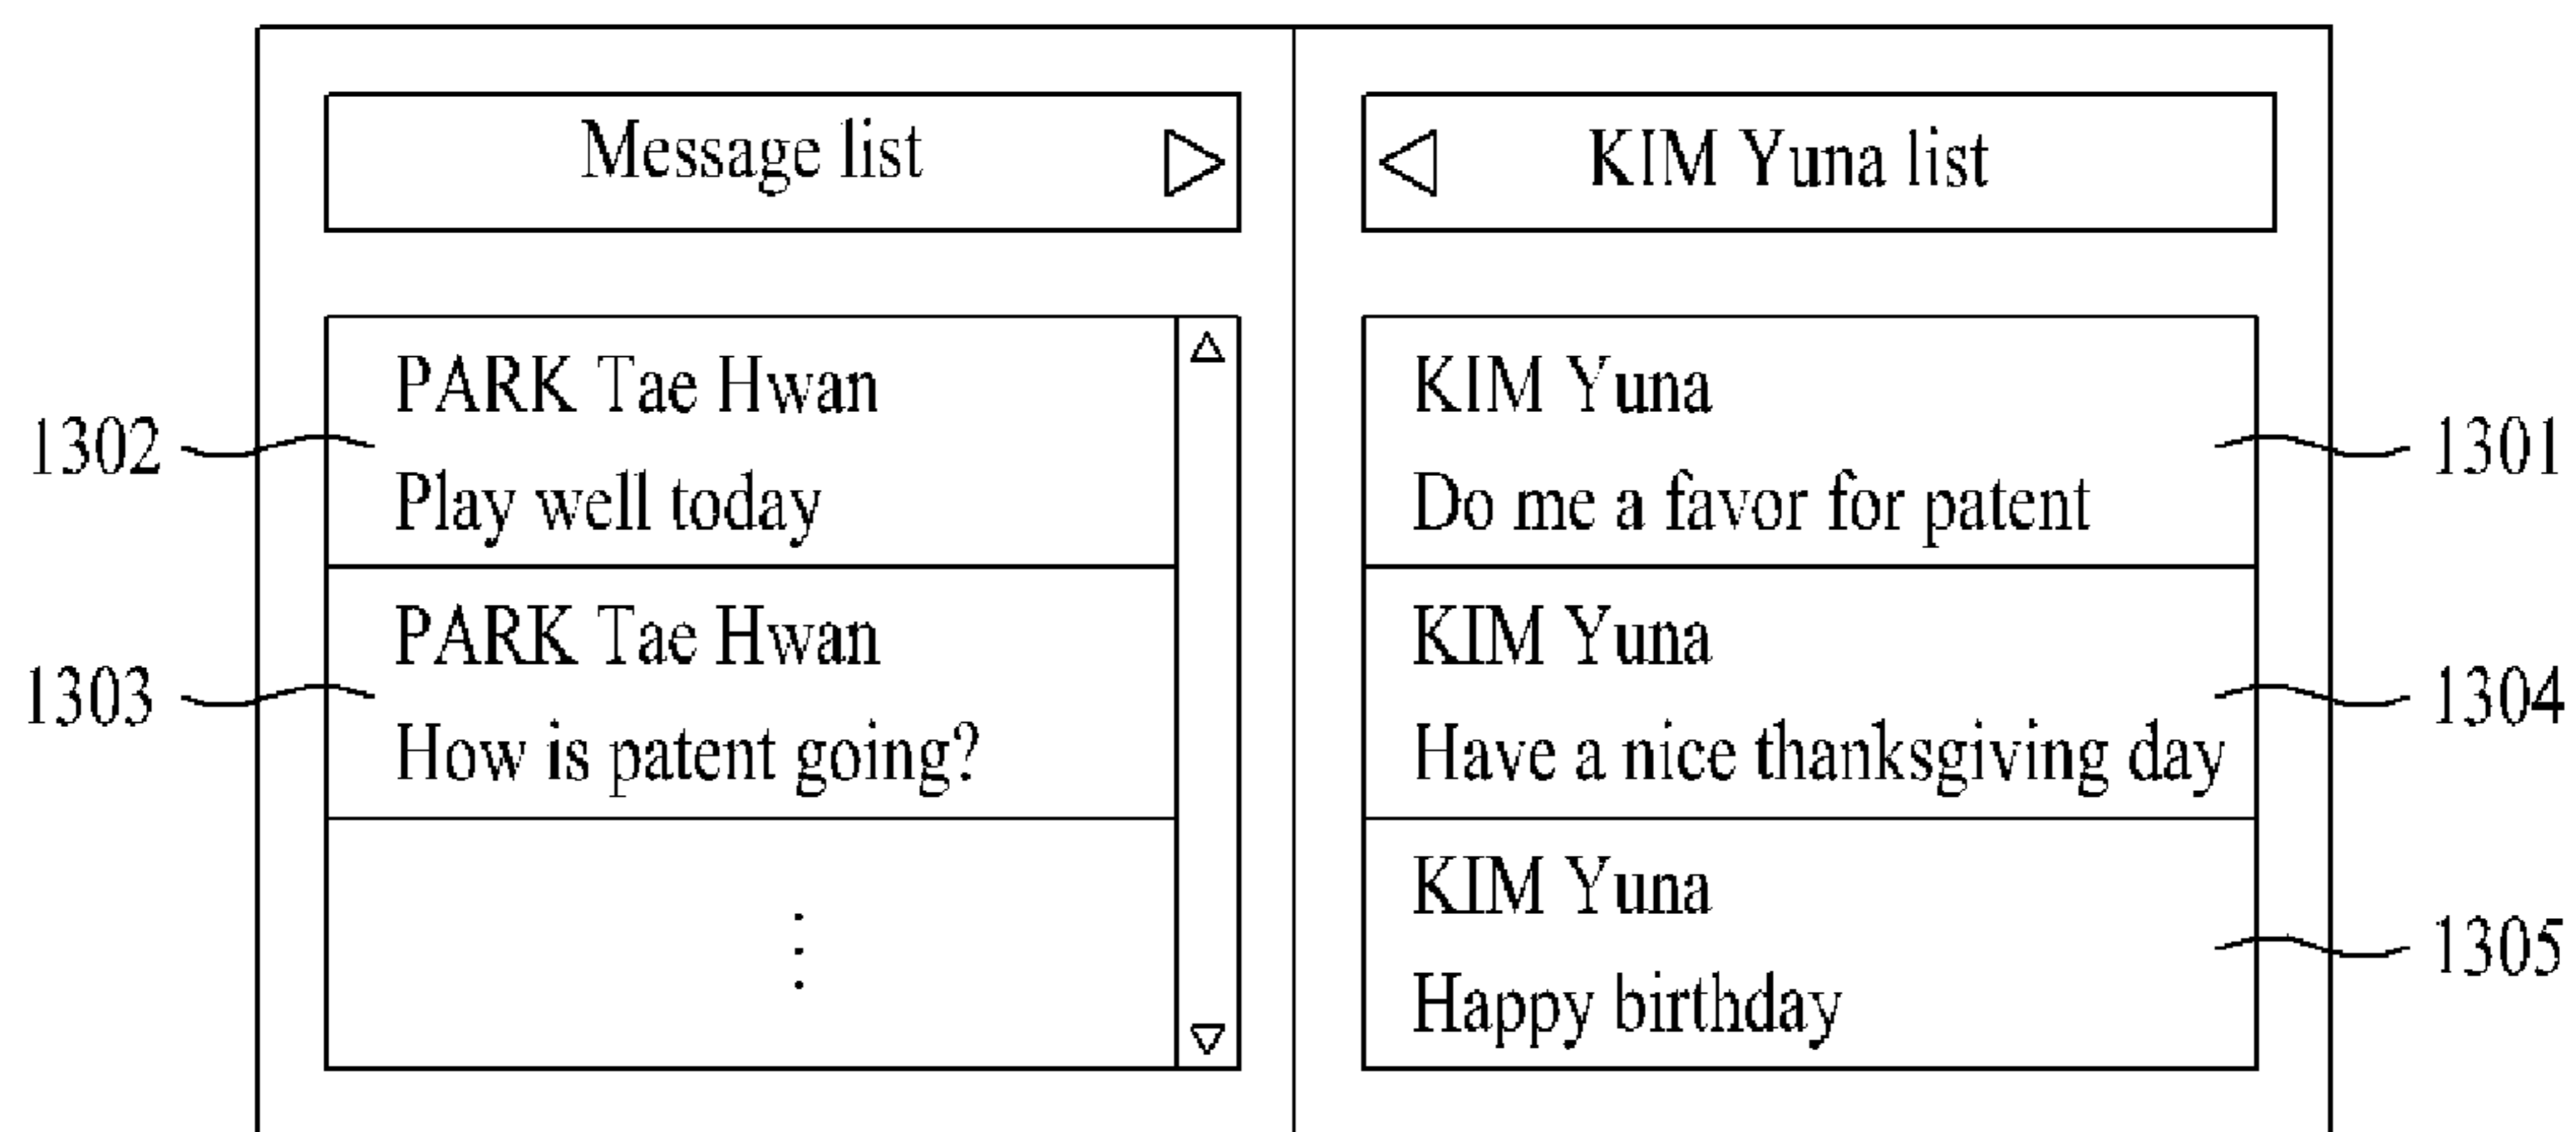 Message list
PARK Tae Hwan
Play well today
PARK Tae Hwan
How is patent going?
1302
1303
KIM Yuna list
KIM Yuna
Do me a favor for patent
KIM Yuna
Have a nice thanksgiving day
KIM Yuna
Happy birthday
1301
1304
1305